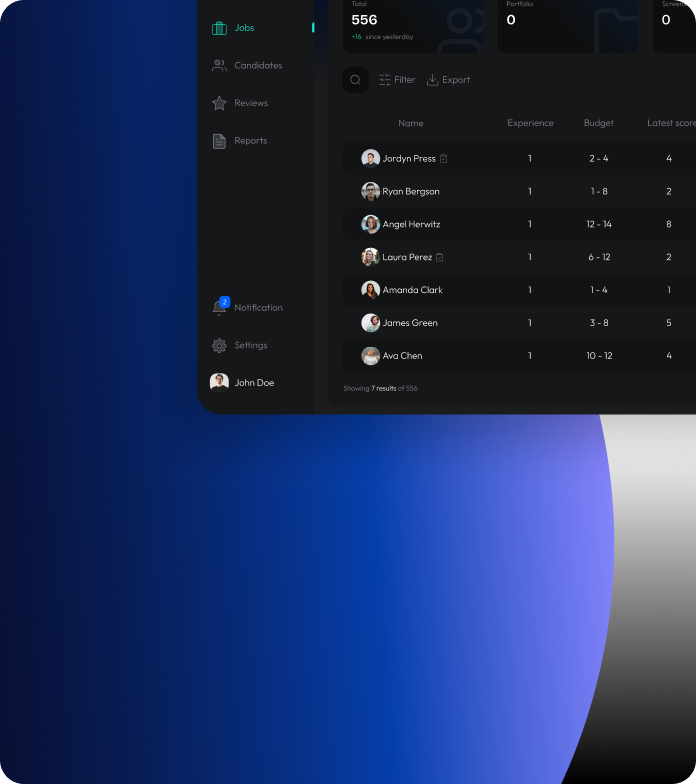 Jobs
Candidates
Reviews
Reports
2
Notification
Settings
John Doe
Total
556
+16 since yesterday
Portfolio
0
Screen
0
Filter
Export
Name Experience Budget Latest score
Jordyn Press 1 2 - 4 4
Ryan Bergson 1 1 - 8 2
Angel Herwitz 1 12 - 14 8
Laura Perez 1 6 - 12 2
Amanda Clark 1 1 - 4 1
James Green 1 3 - 8 5
Ava Chen 1 10 - 12 4
Showing 7 results of 556